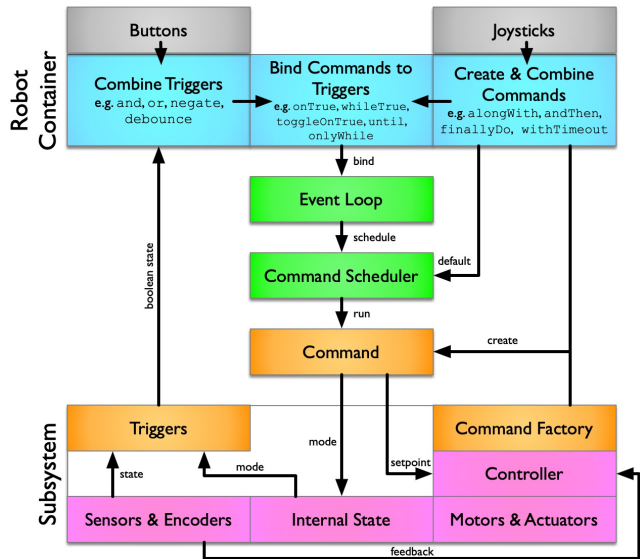 Buttons
Joysticks
Robot
Container
Combine Triggers
e.g. and, or, negate,
debounce
Bind Commands to
Triggers
e.g. onTrue, whileTrue,
toggleOnTrue, until,
onlyWhile
Create & Combine
Commands
e.g. alongWith, andThen,
finallyDo, withTimeout
bind
Event Loop
schedule
boolean state
Command Scheduler
default
run
Command
create
Subsystem
Triggers
mode
Command Factory
state
mode
setpoint
Controller
Sensors & Encoders
Internal State
Motors & Actuators
feedback